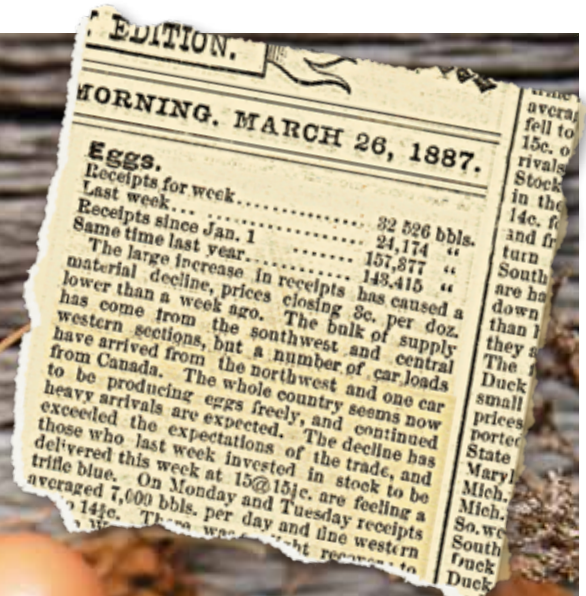 EDITION.
MORNING. MARCH 26, 1887.
Eggs.
Receipts for week.................. 32 526 bbls.
Last week... .................. 24,174 “
Receipts since Jan. 1 ........ 157,877 “
Same time last year............ 143.415 “
The large increase in receipts has caused a
material decline, prices closing 3c. per doz.
lower than a week ago. The bulk of supply
has come from the southwest and central
western sections, but a number of car loads
have arrived from the northwest and one car
from Canada. The whole country seems now
to be producing eggs freely, and continued
heavy arrivals are expected. The decline has
exceeded the expectations of the trade, and
those who last week invested in stock to be
delivered this week at 15@15½c. are feeling a
trifle blue. On Monday and Tuesday receipts
averaged 7,000 bbls. per day and fine western
14½c.
to
avera
fell to
15c. o
rivals
Stock
in the
14c. f
and fr
turn
South
are ha
down
than
they s
The
Duck
small
prices
porte
State
Maryl
Mich.
Mich.
So.we
South
Duck
Duck